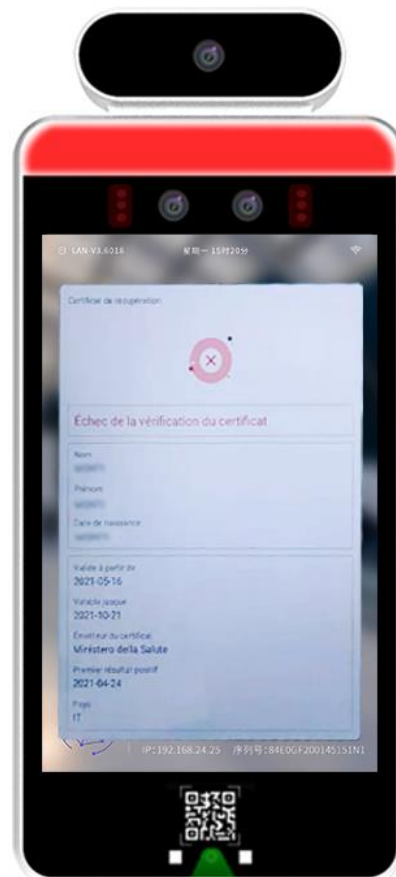 LAN-V3.6018 星期一 15时20分
Certificat de récupération
Échec de la vérification du certificat
Nom
Prénom
Date de naissance
Valide à partir de
2021-05-16
Valable jusque
2021-10-21
Émetteur du certificat
Ministero della Salute
Premier résultat positif
2021-04-24
Pays
IT
IP:192.168.24.25 序列号:84E0GF200145151N1